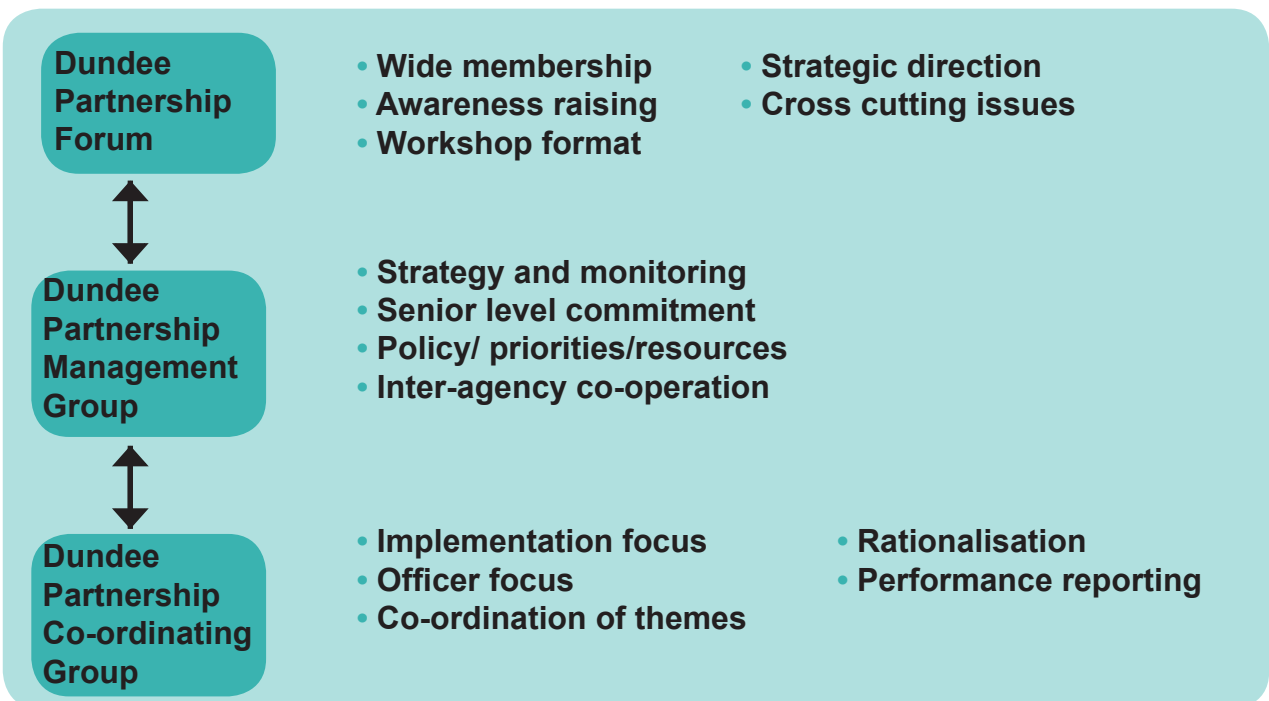 Dundee
Partnership
Forum
• Wide membership
• Awareness raising
• Workshop format
• Strategic direction
• Cross cutting issues
Dundee
Partnership
Management
Group
• Strategy and monitoring
• Senior level commitment
• Policy/ priorities/resources
• Inter-agency co-operation
Dundee
Partnership
Co-ordinating
Group
• Implementation focus
• Officer focus
• Co-ordination of themes
• Rationalisation
• Performance reporting